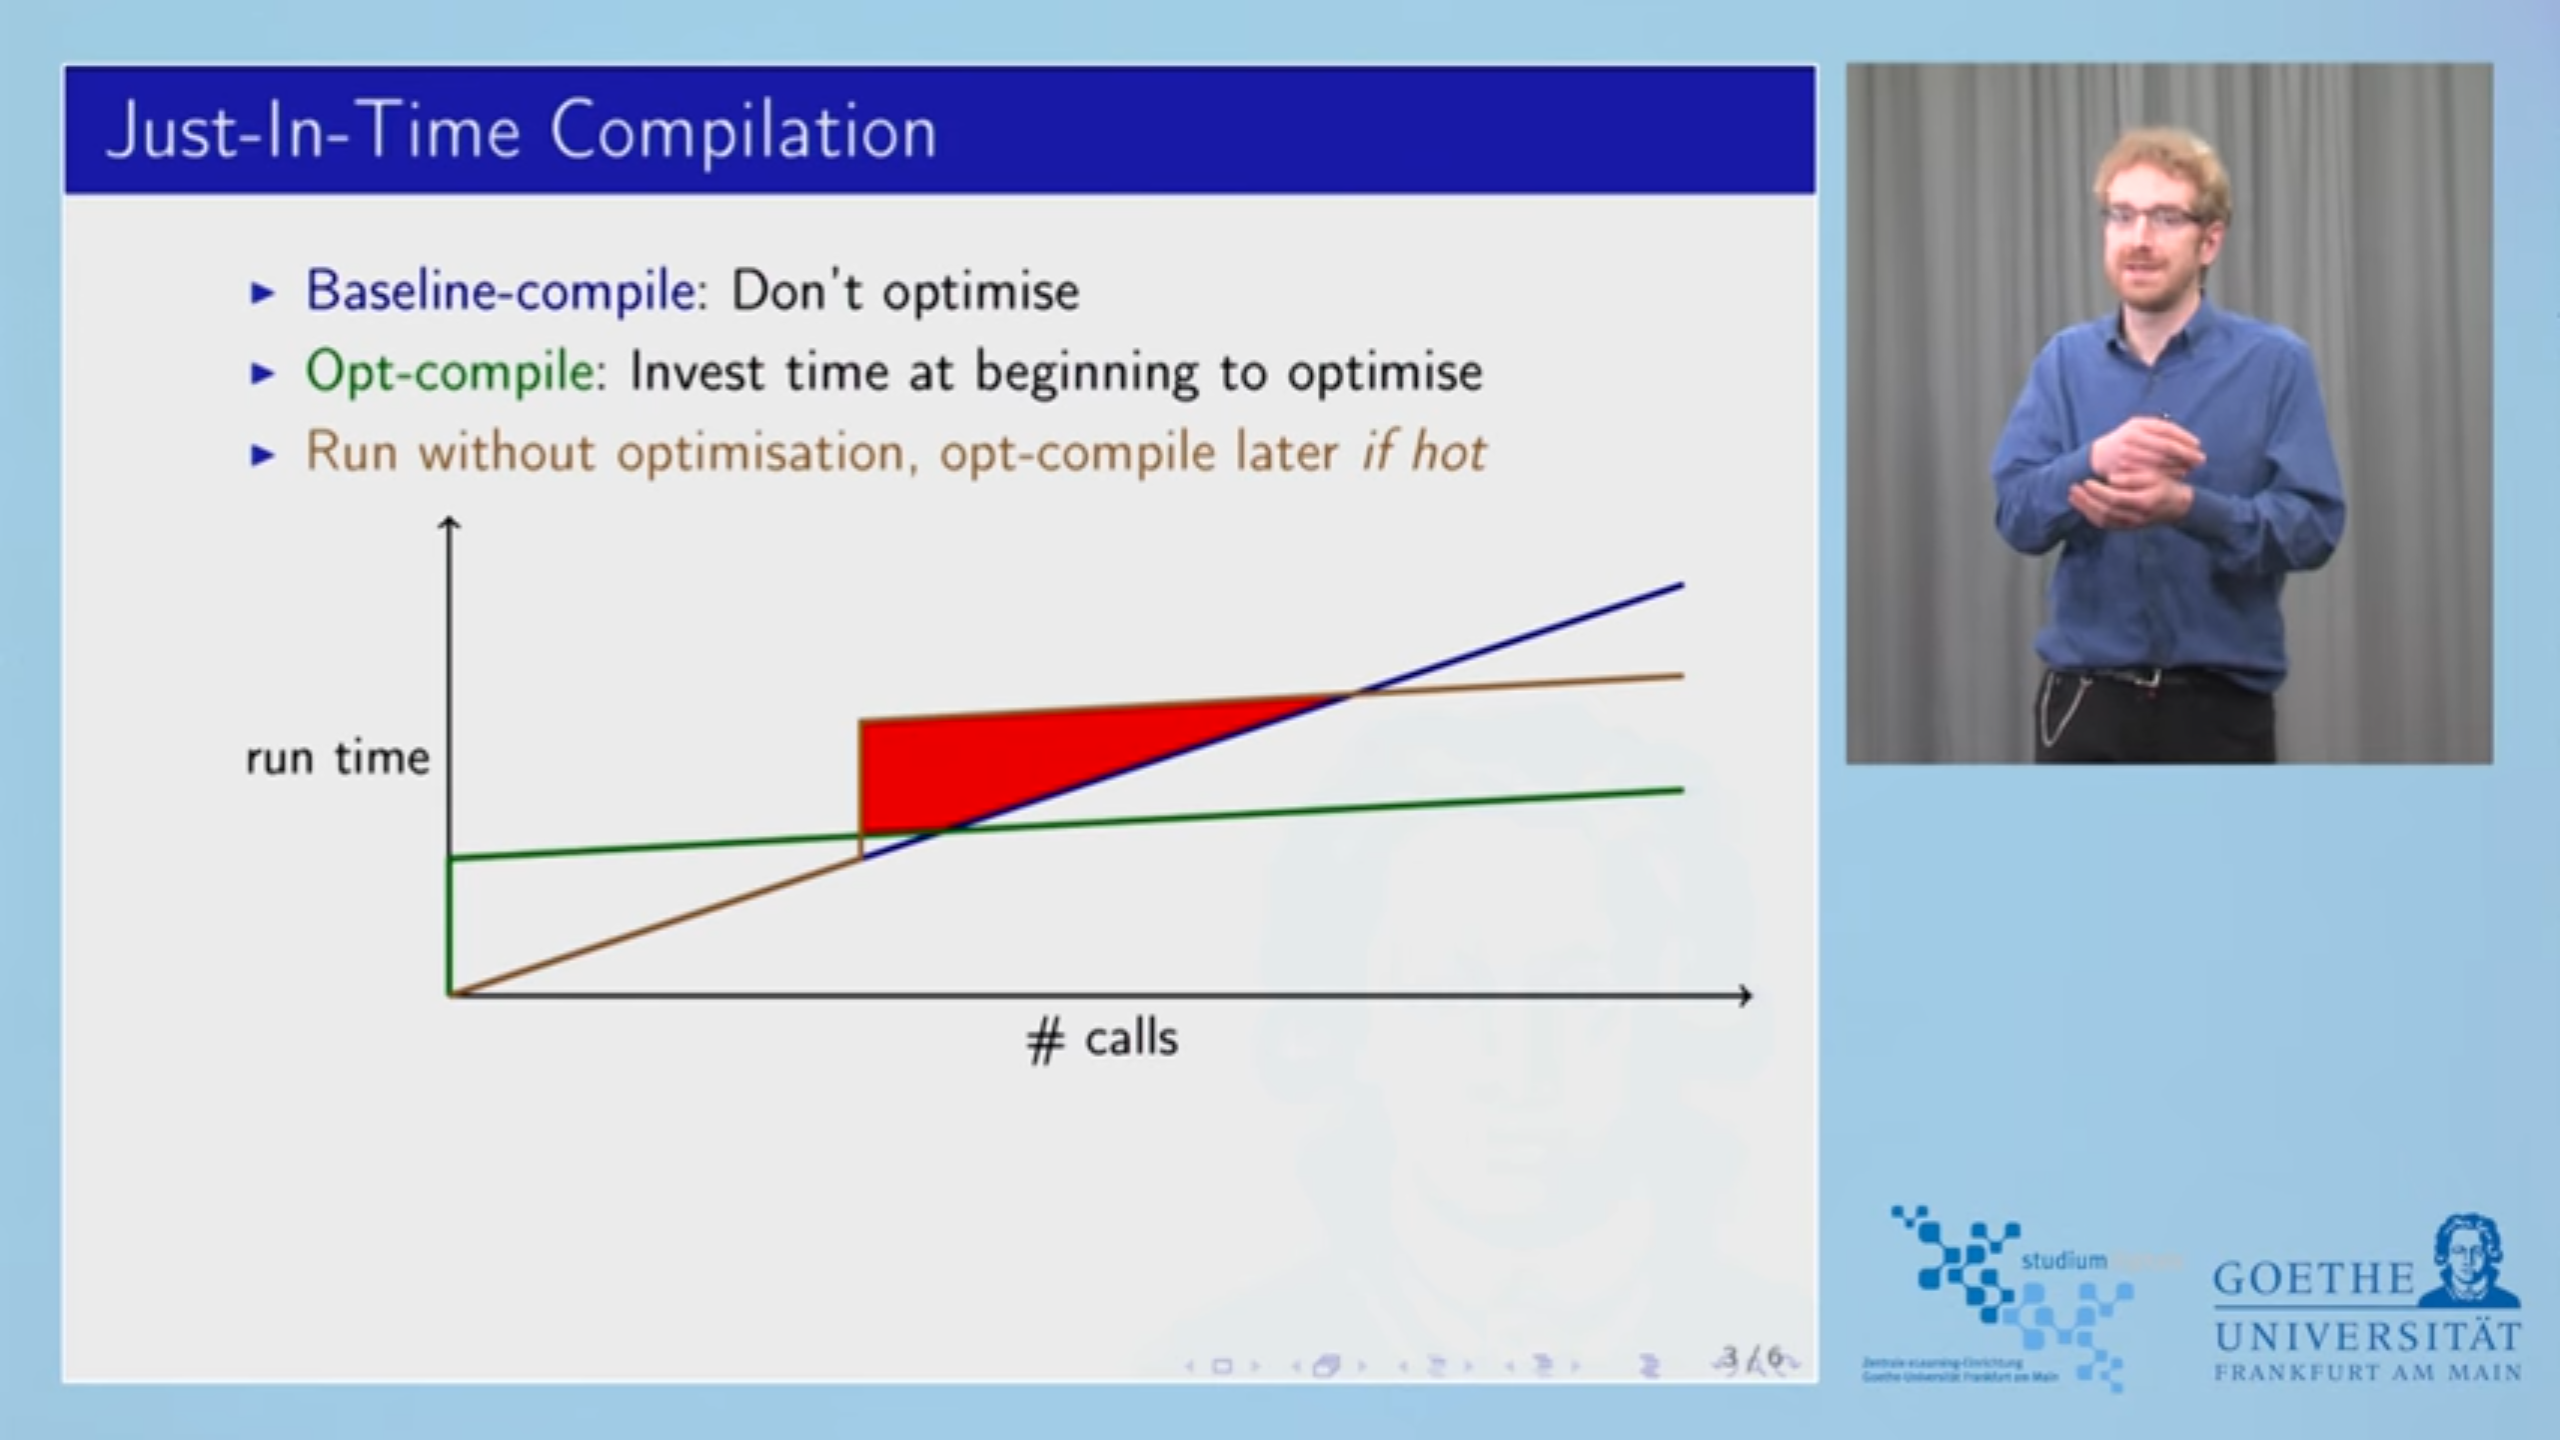 Just-In-Time Compilation
▶ Baseline-compile: Don't optimise
▶ Opt-compile: Invest time at beginning to optimise
▶ Run without optimisation, opt-compile later if hot
run time
# calls
3/6
studium
Zentrale eLearning-Einrichtung
Goethe-Universität Frankfurt am Main
GOETHE
UNIVERSITÄT
FRANKFURT AM MAIN